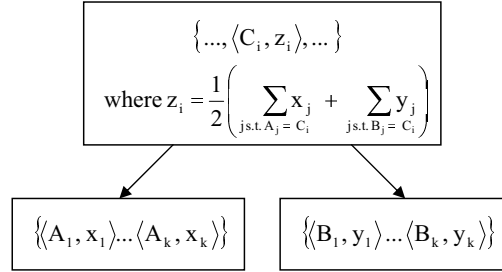 {..., ⟨C_i, z_i⟩,... }
where z_i = 1/2 ( ∑_{j s.t. A_j = C_i} x_j + ∑_{j s.t. B_j = C_i} y_j )
{⟨A_1, x_1⟩...⟨A_k, x_k⟩}
{⟨B_1, y_1⟩...⟨B_k, y_k⟩}